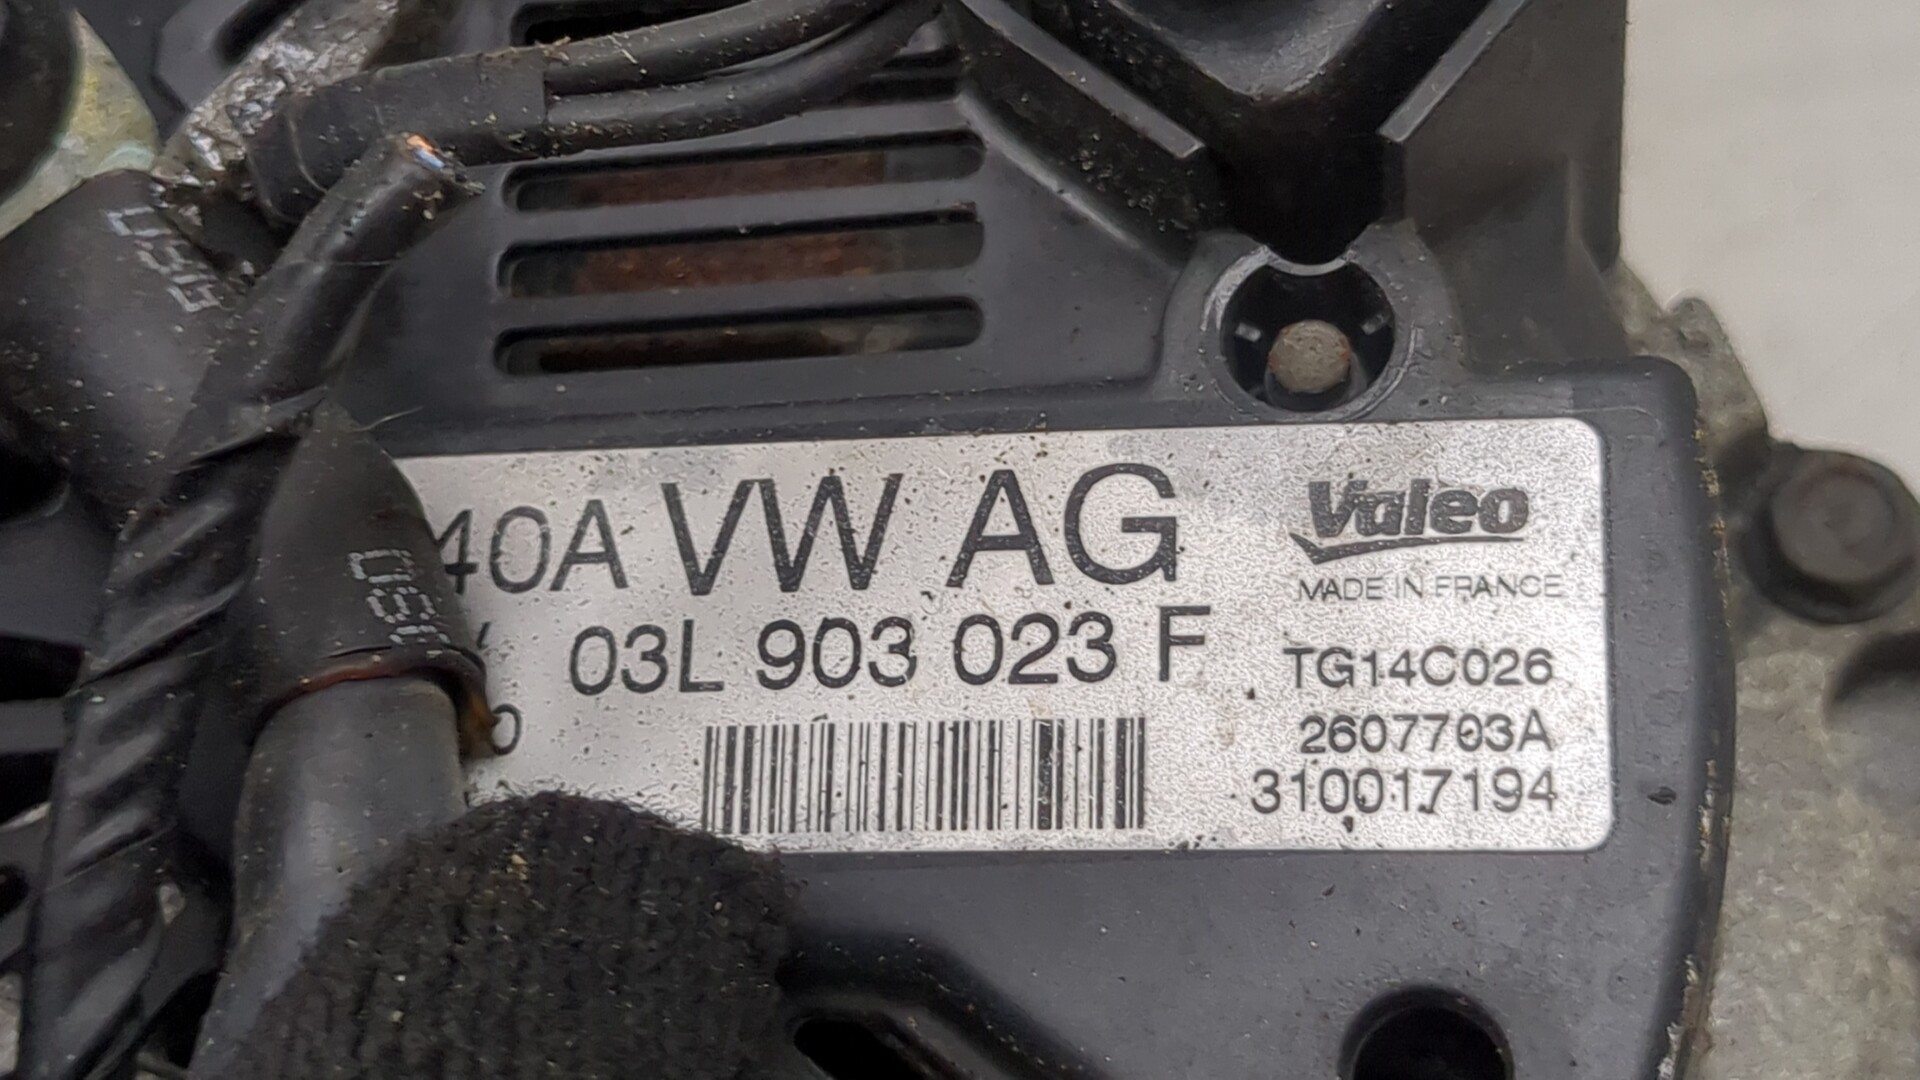 40A VW AG
Valeo
MADE IN FRANCE
03L 903 023 F
TG14C026
2607703A
310017194